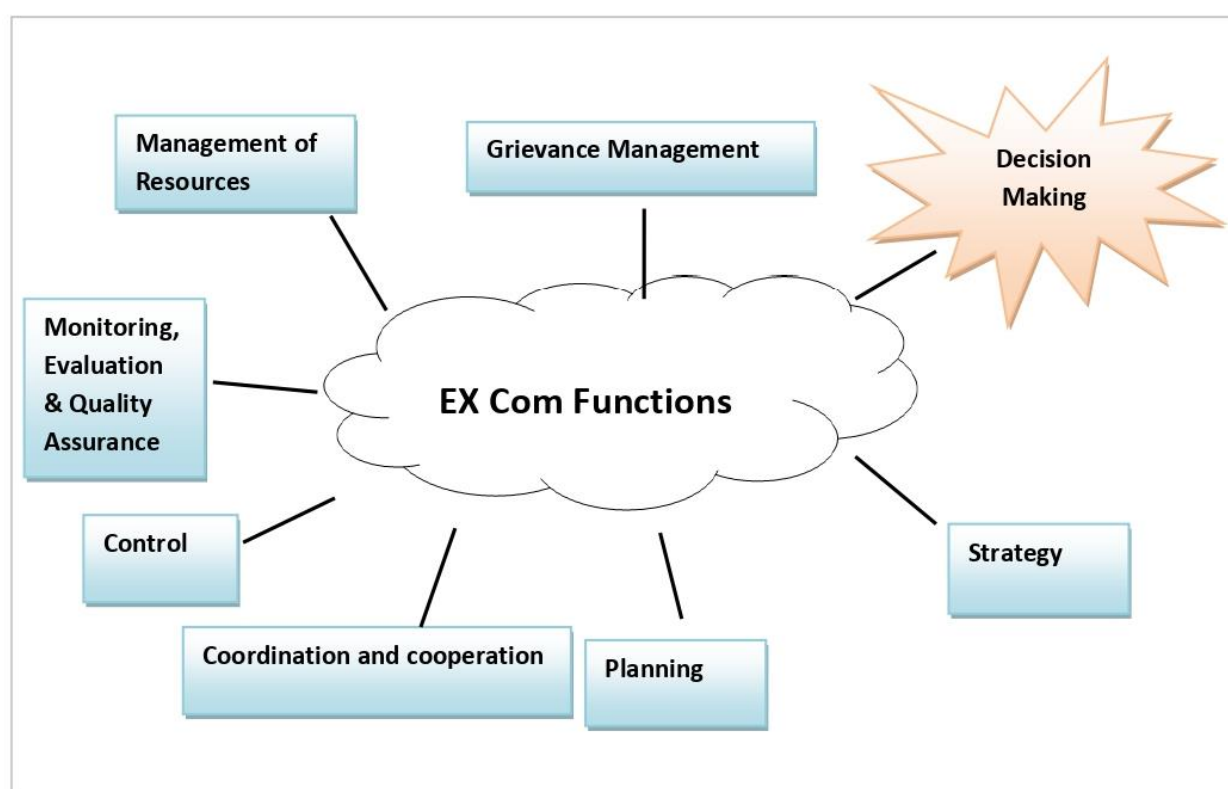 Management of
Resources
Grievance Management
Decision
Making
Monitoring,
Evaluation
& Quality
Assurance
EX Com Functions
Control
Strategy
Coordination and cooperation
Planning